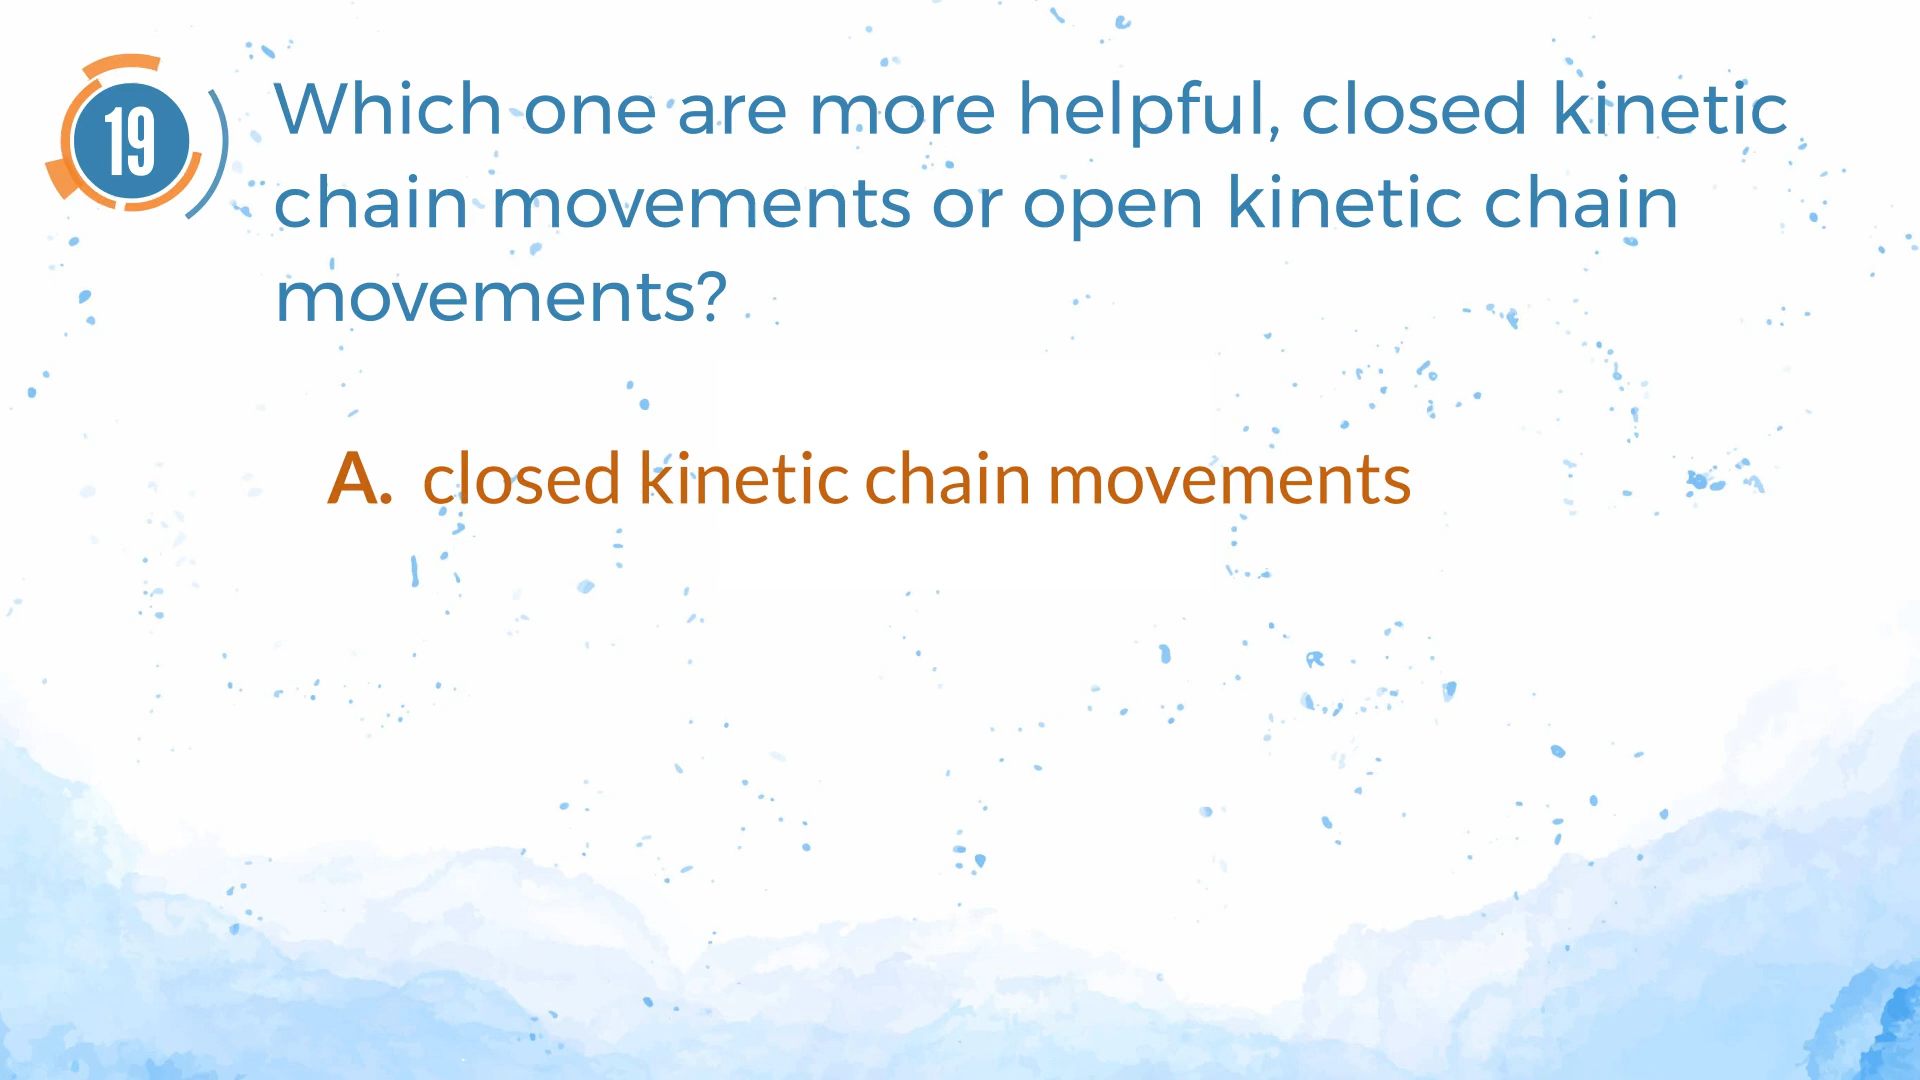 19
Which one are more helpful, closed kinetic
chain movements or open kinetic chain
movements?
A. closed kinetic chain movements